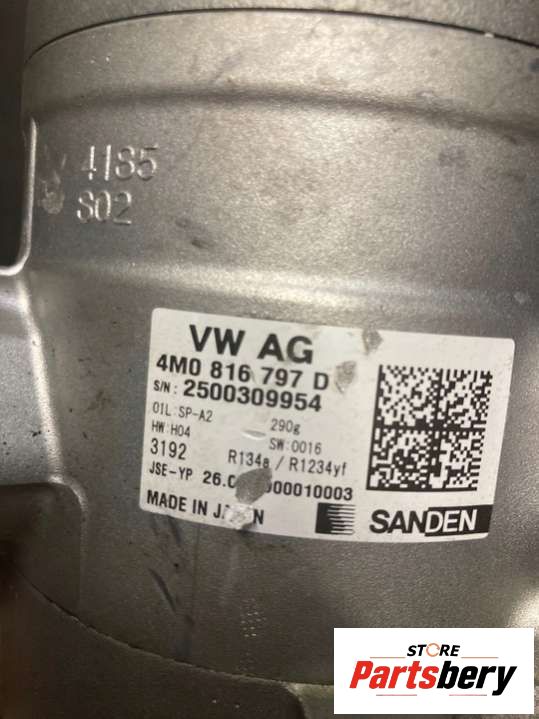 4185
S02
VW AG
4M0 816 797 D
S/N : 2500309954
OIL:SP-A2 290g
HW:H04 SW:0016
3192 R134a / R1234yf
JSE-YP
MADE IN
SANDEN
STORE
Partsbery